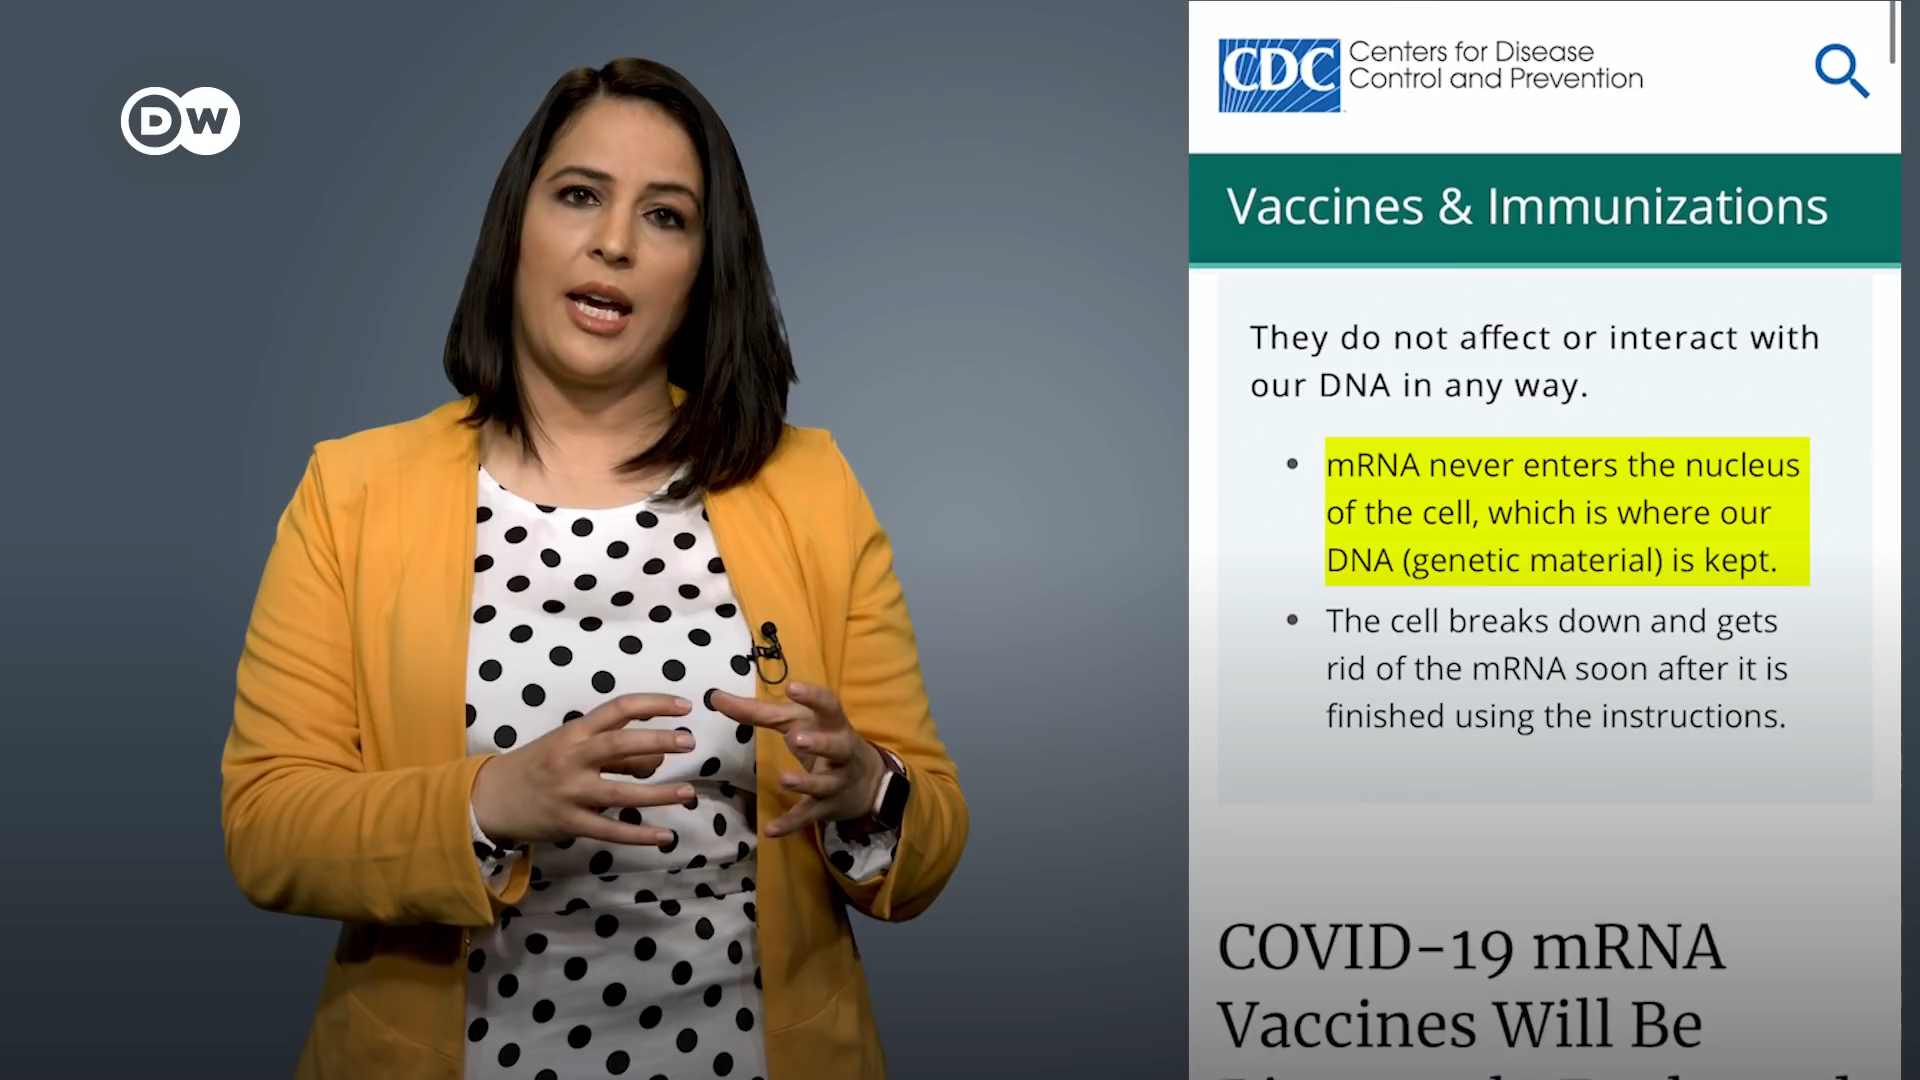 DW
CDC
Centers for Disease
Control and Prevention
Vaccines & Immunizations
They do not affect or interact with
our DNA in any way.
• mRNA never enters the nucleus
of the cell, which is where our
DNA (genetic material) is kept.
• The cell breaks down and gets
rid of the mRNA soon after it is
finished using the instructions.
COVID-19 mRNA
Vaccines Will Be